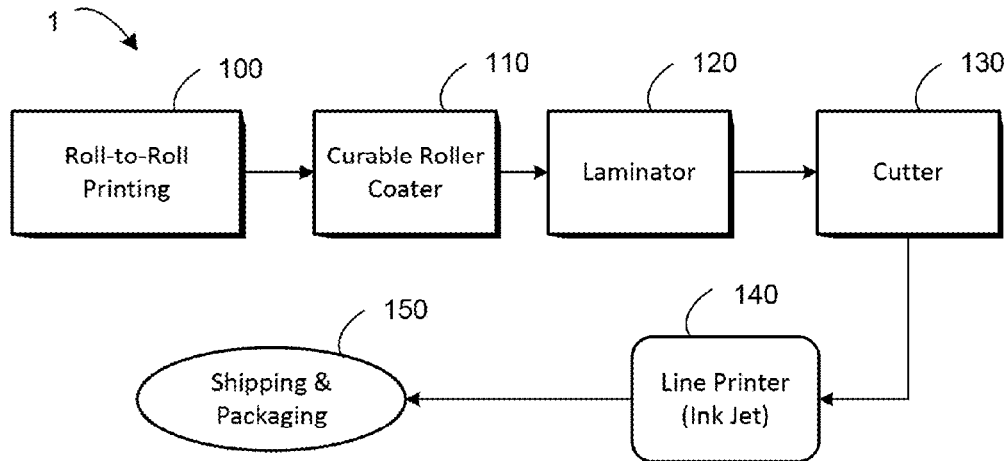 1
100
110
120
130
Roll-to-Roll
Printing
Curable Roller
Coater
Laminator
Cutter
150
140
Shipping &
Packaging
Line Printer
(Ink Jet)